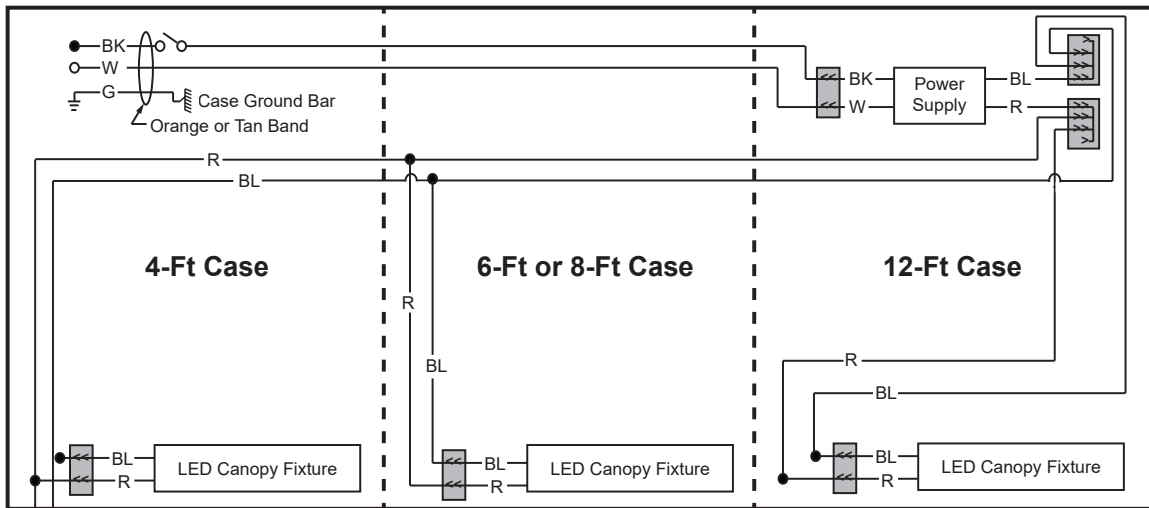 BK
W
G
Case Ground Bar
Orange or Tan Band
BK
W
Power
Supply
BL
R
R
BL
4-Ft Case
6-Ft or 8-Ft Case
12-Ft Case
R
BL
R
BL
BL
R
LED Canopy Fixture
BL
R
LED Canopy Fixture
BL
R
LED Canopy Fixture